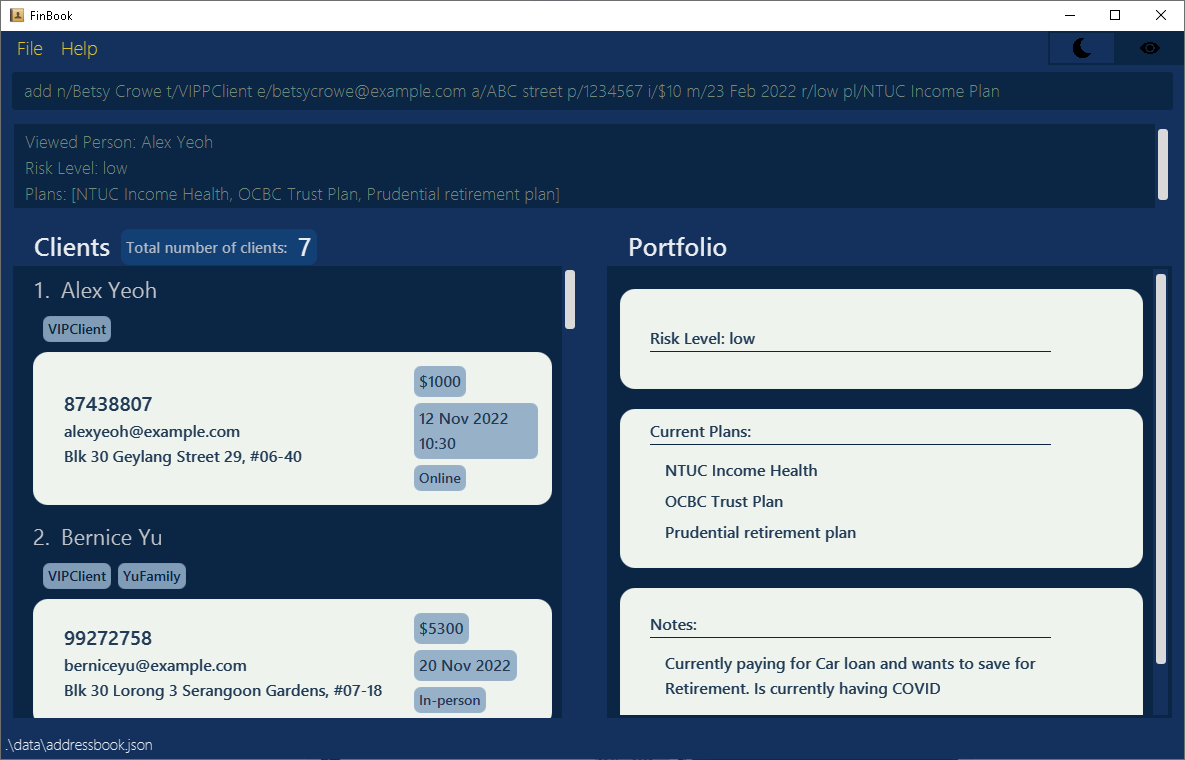 FinBook
File Help
add n/Betsy Crowe t/VIPPClient e/betsycrowe@example.com a/ABC street p/1234567 i/$10 m/23 Feb 2022 r/low pl/NTUC Income Plan
Viewed Person: Alex Yeoh
Risk Level: low
Plans: [NTUC Income Health, OCBC Trust Plan, Prudential retirement plan]
Clients Total number of clients: 7
1. Alex Yeoh
VIPClient
87438807
alexyeoh@example.com
Blk 30 Geylang Street 29, #06-40
$1000
12 Nov 2022
10:30
Online
2. Bernice Yu
VIPClient YuFamily
99272758
berniceyu@example.com
Blk 30 Lorong 3 Serangoon Gardens, #07-18
$5300
20 Nov 2022
In-person
Portfolio
Risk Level: low
Current Plans:
NTUC Income Health
OCBC Trust Plan
Prudential retirement plan
Notes:
Currently paying for Car loan and wants to save for
Retirement. Is currently having COVID
.\data\addressbook.json